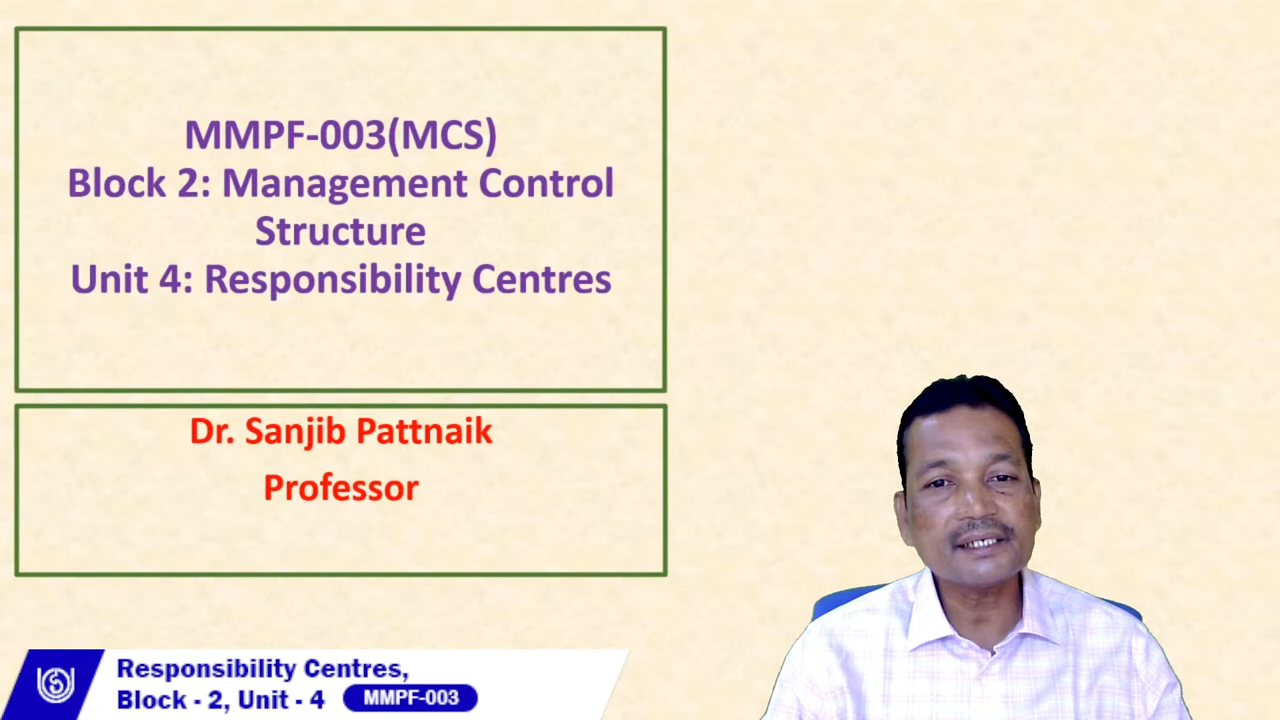 MMPF-003(MCS)
Block 2: Management Control
Structure
Unit 4: Responsibility Centres
Dr. Sanjib Pattnaik
Professor
Responsibility Centres,
Block - 2, Unit - 4 MMPF-003